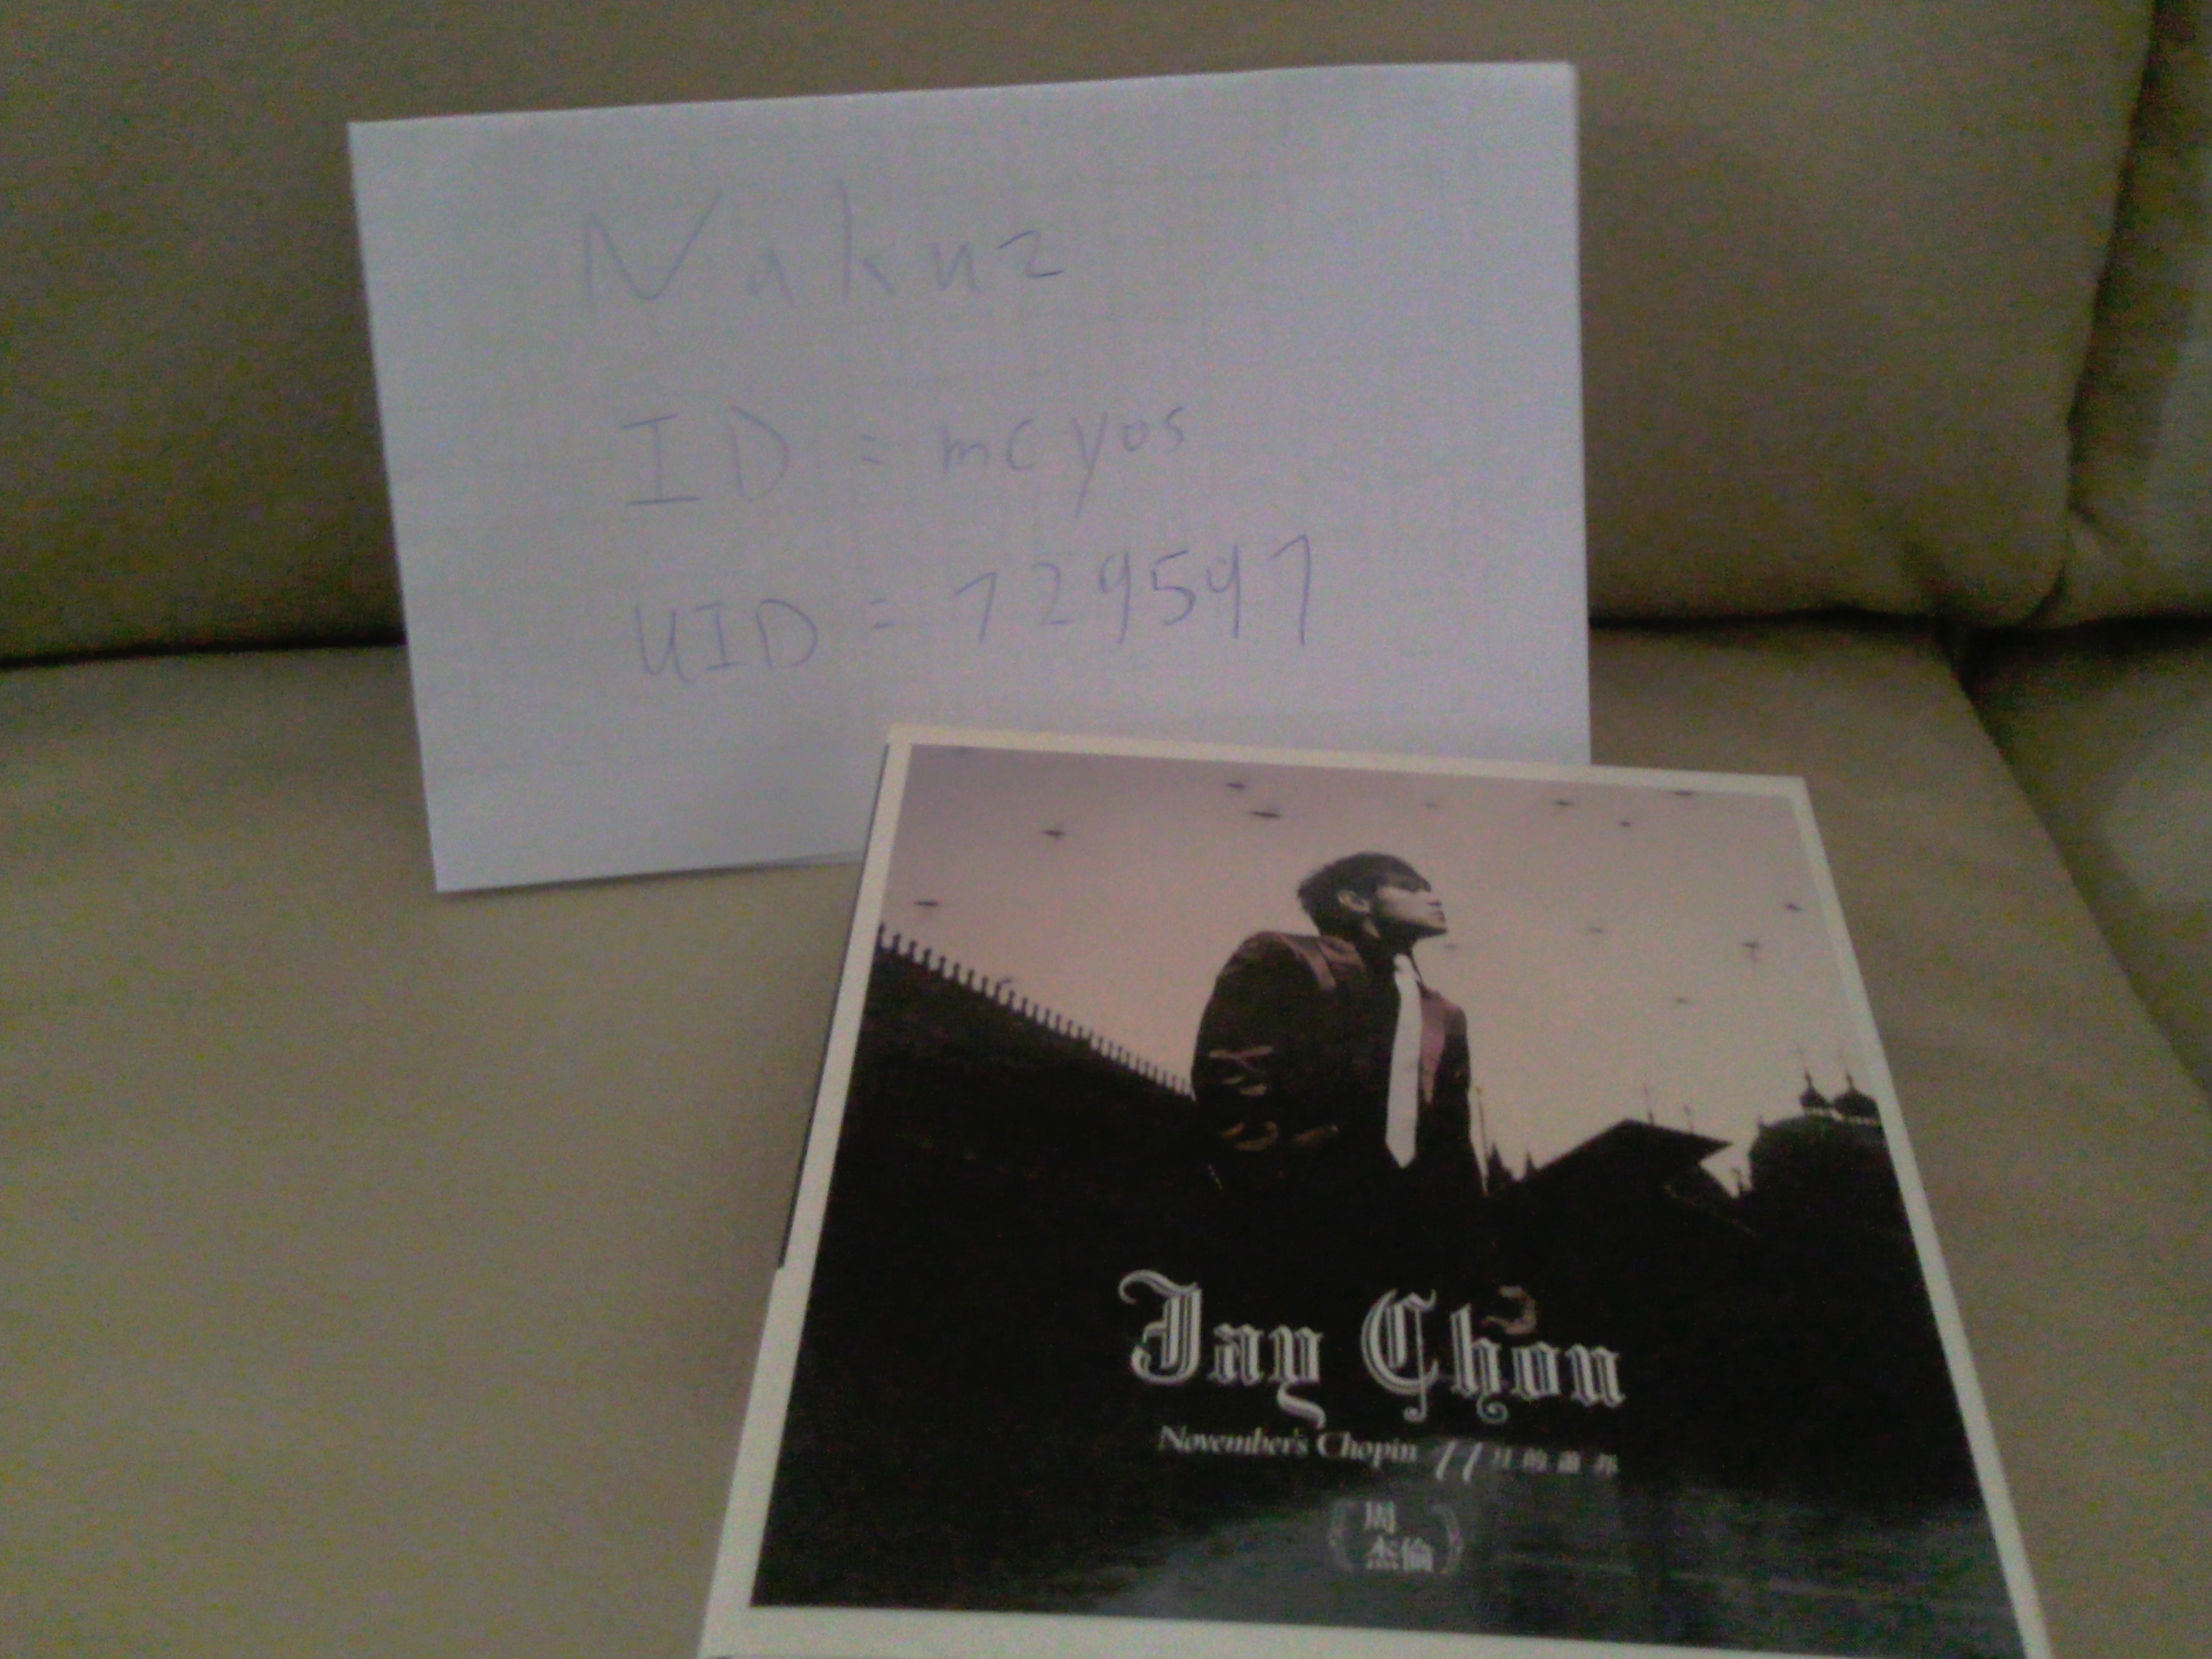 Nakuz
ID = mcyos
UID = 729597
Jay Chou
November's Chopin 11月的蕭邦
周
杰倫